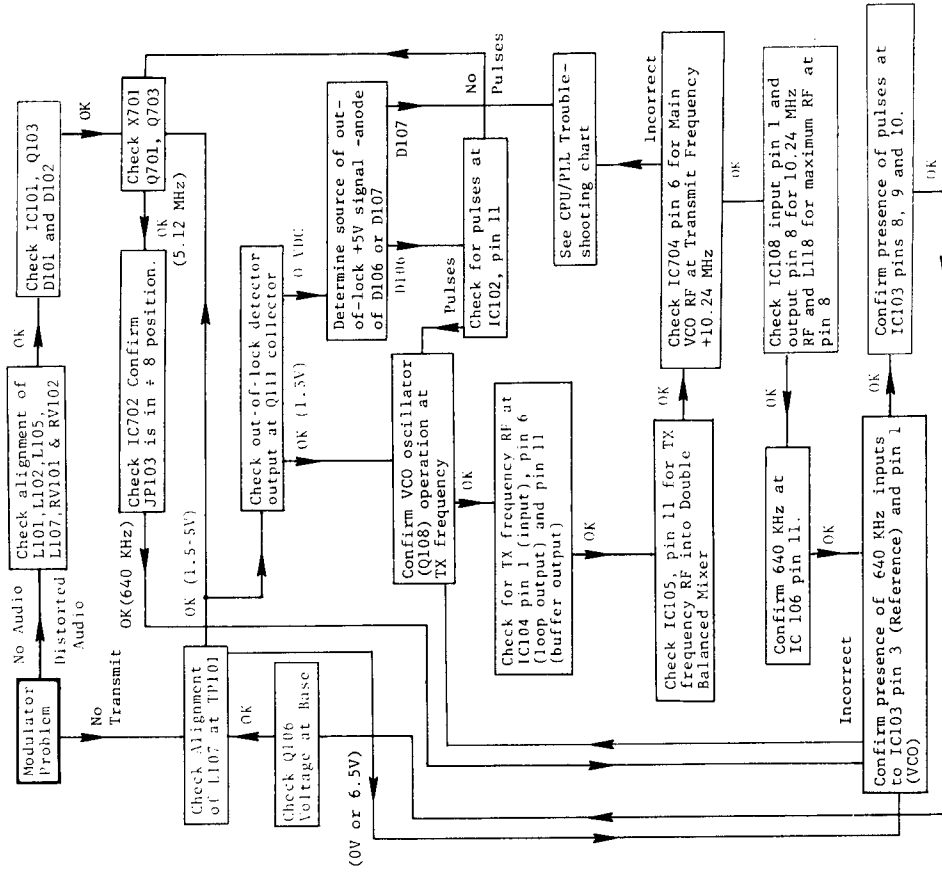 Modulator
Problem
No Audio
Distorted
Audio
Check alignment of
L101,L102,L105,
L107,RV101 & RV102
OK
Check IC101, Q103
D101 and D102
OK
No
Transmit
OK(640 KHz)
Check IC702 Confirm
JP103 is in ÷ 8 position.
OK
(5.12 MHz)
Check X701
Q701, Q703
Check Alignment
of L107 at TP101
OK (1.5-5V)
OK
Check Q106
Voltage at Base
(0V or 6.5V)
Check out-of-lock detector
output at Q111 collector
OK (1.3V)
0 VDC
Determine source of out-
of-lock +5V signal -anode
of D106 or D107
D106
D107
No
Pulses
Pulses
Check for pulses at
IC102, pin 11
Confirm VCO oscillator
(Q108) operation at
TX frequency
OK
See CPU/PLL Trouble-
shooting chart
Check for TX frequency RF at
IC104 pin 1 (input), pin 6
(loop output) and pin 11
(buffer output)
OK
Incorrect
Check IC105, pin 11 for TX
frequency RF into Double
Balanced Mixer
OK
Check IC704 pin 6 for Main
VCO RF at Transmit Frequency
+10.24 MHz
OK
Confirm 640 KHz at
IC 106 pin 11.
OK
Check IC108 input pin 1 and
output pin 8 for 10.24 MHz
RF and L118 for maximum RF at
pin 8
OK
Incorrect
Confirm presence of 640 KHz inputs
to IC103 pin 3 (Reference) and pin 1
(VCO)
OK
Confirm presence of pulses at
IC103 pins 8, 9 and 10.
OK